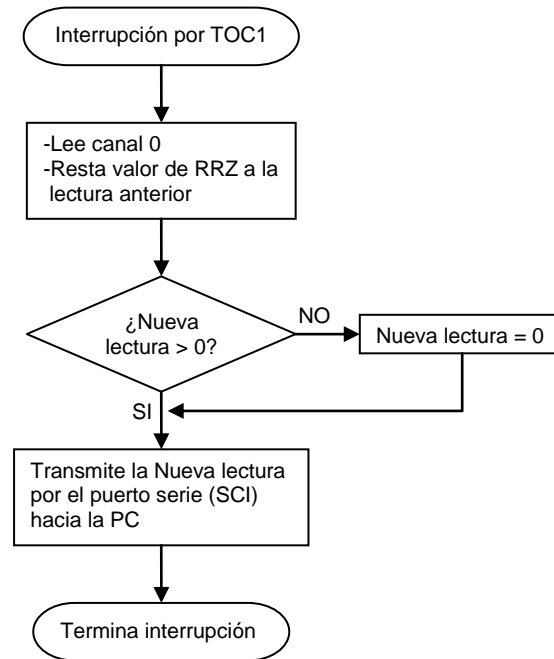 Interrupción por TOC1
-Lee canal 0
-Resta valor de RRZ a la
lectura anterior
¿Nueva
lectura > 0?
NO
Nueva lectura = 0
SI
Transmite la Nueva lectura
por el puerto serie (SCI)
hacia la PC
Termina interrupción